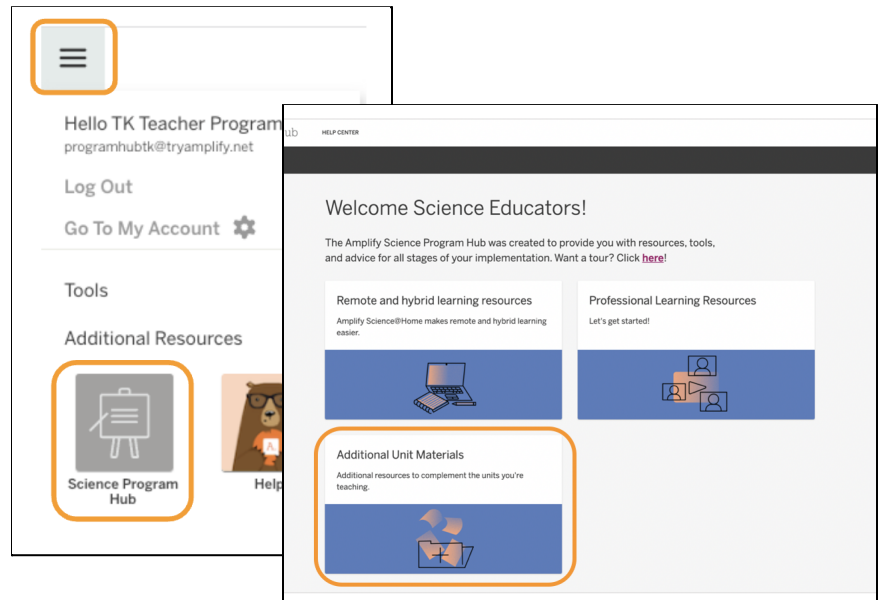 Hello TK Teacher Program
programhubtk@tryamplify.net
Log Out
Go To My Account
Tools
Additional Resources
Science Program
Hub
Help
ub
HELP CENTER
Welcome Science Educators!
The Amplify Science Program Hub was created to provide you with resources, tools,
and advice for all stages of your implementation. Want a tour? Click here!
Remote and hybrid learning resources
Amplify Science@Home makes remote and hybrid learning
easier.
Professional Learning Resources
Let's get started!
Additional Unit Materials
Additional resources to complement the units you're
teaching.